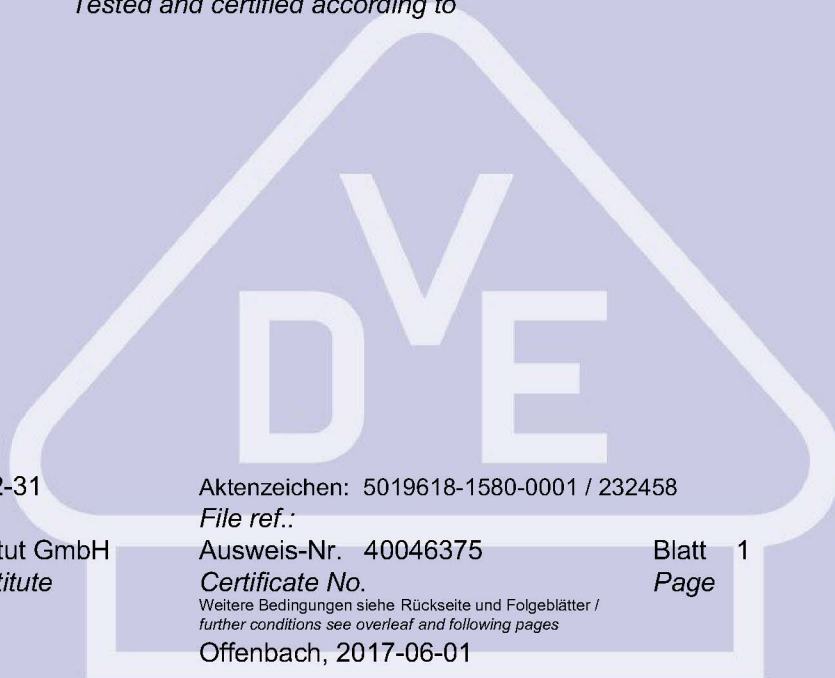 Tested and certified according to
VDE
2-31
Aktenzeichen: 5019618-1580-0001 / 232458
File ref.:
tut GmbH Ausweis-Nr. 40046375 Blatt 1
titute Certificate No. Page
Weitere Bedingungen siehe Rückseite und Folgeblätter /
further conditions see overleaf and following pages
Offenbach, 2017-06-01